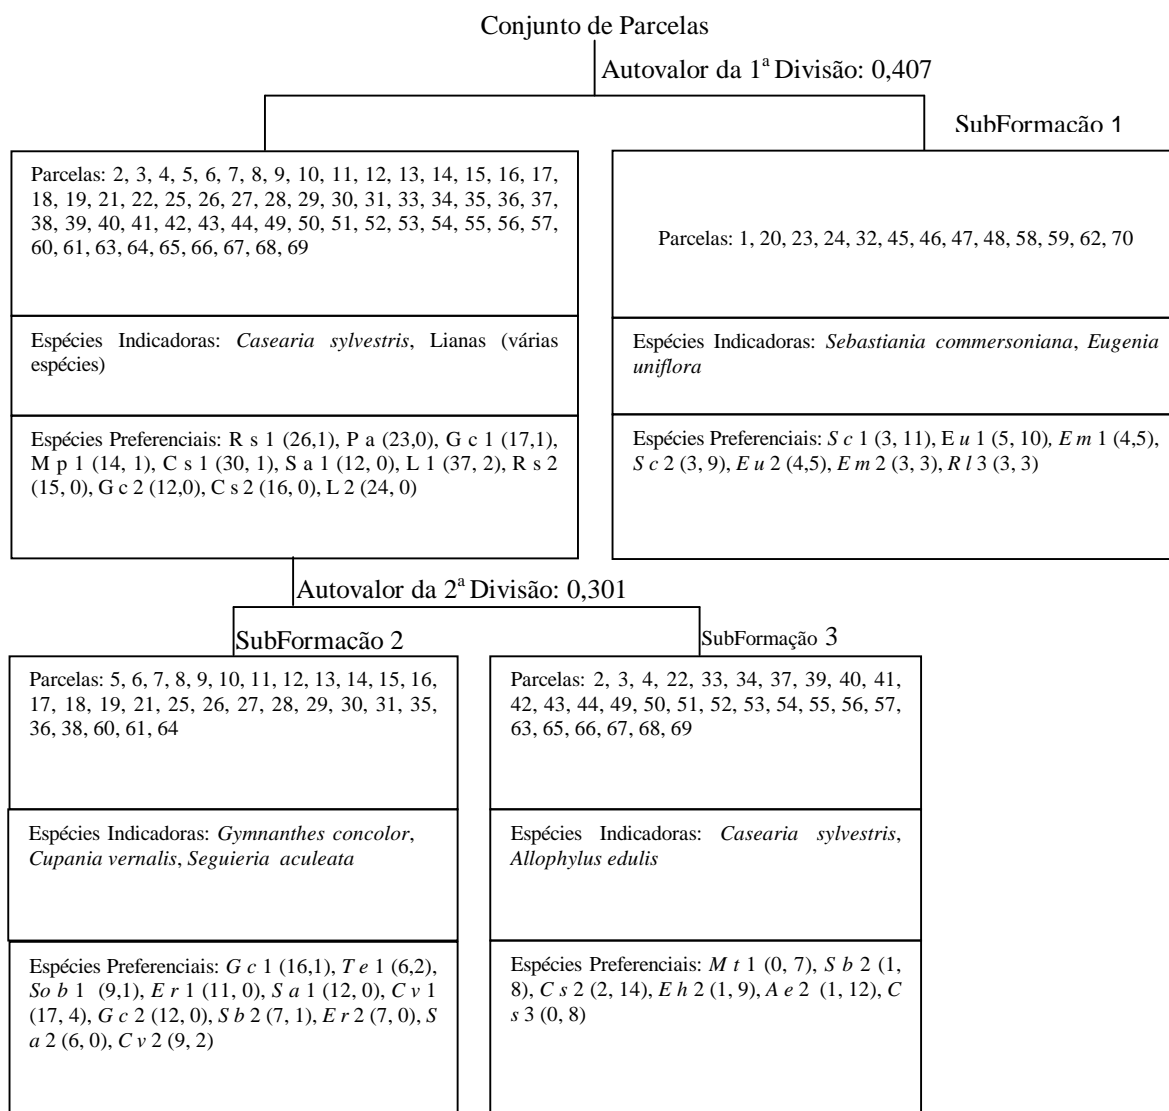 Conjunto de Parcelas
Autovalor da 1ª Divisão: 0,407
SubFormação 1
Parcelas: 2, 3, 4, 5, 6, 7, 8, 9, 10, 11, 12, 13, 14, 15, 16, 17,
18, 19, 21, 22, 25, 26, 27, 28, 29, 30, 31, 33, 34, 35, 36, 37,
38, 39, 40, 41, 42, 43, 44, 49, 50, 51, 52, 53, 54, 55, 56, 57,
60, 61, 63, 64, 65, 66, 67, 68, 69
Parcelas: 1, 20, 23, 24, 32, 45, 46, 47, 48, 58, 59, 62, 70
Espécies Indicadoras: Casearia sylvestris, Lianas (várias
espécies)
Espécies Indicadoras: Sebastiania commersoniana, Eugenia
uniflora
Espécies Preferenciais: R s 1 (26,1), P a (23,0), G c 1 (17,1),
M p 1 (14, 1), C s 1 (30, 1), S a 1 (12, 0), L 1 (37, 2), R s 2
(15, 0), G c 2 (12,0), C s 2 (16, 0), L 2 (24, 0)
Espécies Preferenciais: S c 1 (3, 11), E u 1 (5, 10), E m 1 (4,5),
S c 2 (3, 9), E u 2 (4,5), E m 2 (3, 3), R l 3 (3, 3)
Autovalor da 2ª Divisão: 0,301
SubFormação 2
SubFormação 3
Parcelas: 5, 6, 7, 8, 9, 10, 11, 12, 13, 14, 15, 16,
17, 18, 19, 21, 25, 26, 27, 28, 29, 30, 31, 35,
36, 38, 60, 61, 64
Parcelas: 2, 3, 4, 22, 33, 34, 37, 39, 40, 41,
42, 43, 44, 49, 50, 51, 52, 53, 54, 55, 56, 57,
63, 65, 66, 67, 68, 69
Espécies Indicadoras: Gymnanthes concolor,
Cupania vernalis, Seguieria aculeata
Espécies Indicadoras: Casearia sylvestris,
Allophylus edulis
Espécies Preferenciais: G c 1 (16,1), T e 1 (6,2),
So b 1 (9,1), E r 1 (11, 0), S a 1 (12, 0), C v 1
(17, 4), G c 2 (12, 0), S b 2 (7, 1), E r 2 (7, 0), S
a 2 (6, 0), C v 2 (9, 2)
Espécies Preferenciais: M t 1 (0, 7), S b 2 (1,
8), C s 2 (2, 14), E h 2 (1, 9), A e 2 (1, 12), C
s 3 (0, 8)